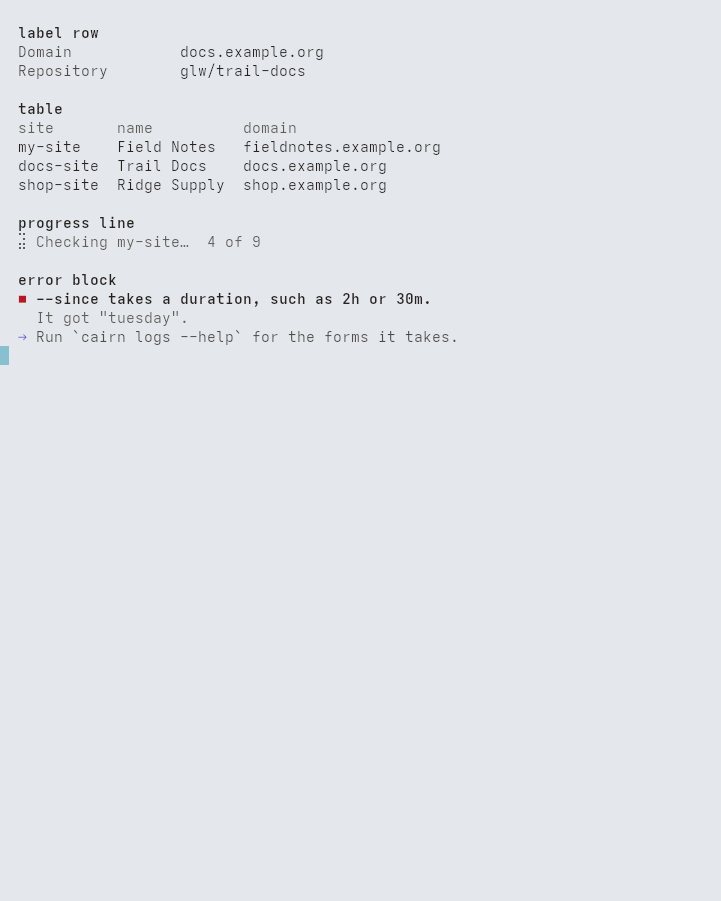 label row
Domain            docs.example.org
Repository        glw/trail-docs
table
site       name          domain
my-site    Field Notes   fieldnotes.example.org
docs-site  Trail Docs    docs.example.org
shop-site  Ridge Supply  shop.example.org
progress line
⣽ Checking my-site…  4 of 9
error block
■ --since takes a duration, such as 2h or 30m.
It got "tuesday".
→ Run `cairn logs --help` for the forms it takes.